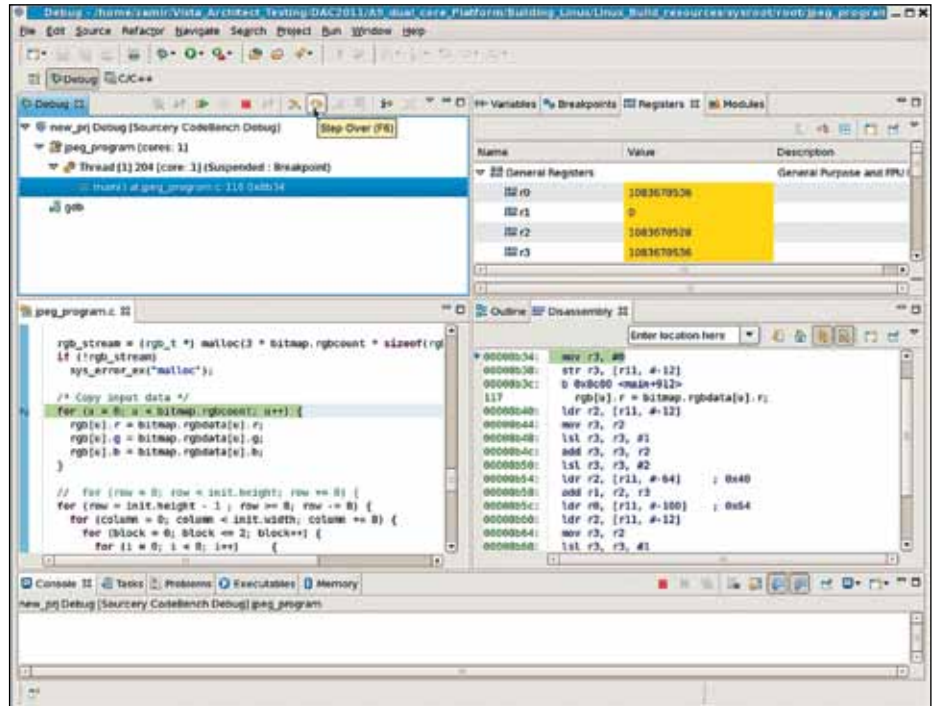 Debug - /home/samir/Vista_Architect_Testing/DAC2011/A9_dual_core_Platform/Building_Linux/Linux_Build_resources/sysroot/root/jpeg_program
File Edit Source Refactor Navigate Search Project Run Window Help
Debug C/C++
Debug
Step Over (F6)
new_prj Debug [Sourcery CodeBench Debug]
jpeg_program [cores: 1]
Thread [1] 204 [core: 1] (Suspended : Breakpoint)
main() at jpeg_program.c:116 0x8b34
gdb
Variables Breakpoints Registers Modules
Name Value Description
General Registers General Purpose and FPU
r0 1083670536
r1 0
r2 1083670528
r3 1083670536
jpeg_program.c
rgb_stream = (rgb_t *) malloc(3 * bitmap.rgbcount * sizeof(rgb
if (!rgb_stream)
sys_error_ex("malloc");
/* Copy input data */
for (u = 0; u < bitmap.rgbcount; u++) {
rgb[u].r = bitmap.rgbdata[u].r;
rgb[u].g = bitmap.rgbdata[u].g;
rgb[u].b = bitmap.rgbdata[u].b;
}
// for (row = 0; row < init.height; row += 8) {
for (row = init.height - 1 ; row >= 0; row -= 8) {
for (column = 0; column < init.width; column += 8) {
for (block = 0; block <= 2; block++) {
for (i = 0; i < 8; i++) {
Outline Disassembly
Enter location here
00008b34: mov r3, #0
00008b38: str r3, [r11, #-12]
00008b3c: b 0x8c00 <main+912>
117 rgb[u].r = bitmap.rgbdata[u].r;
00008b40: ldr r2, [r11, #-12]
00008b44: mov r3, r2
00008b48: lsl r3, r3, #1
00008b4c: add r3, r3, r2
00008b50: lsl r3, r3, #2
00008b54: ldr r2, [r11, #-64] ; 0x40
00008b58: add r1, r2, r3
00008b5c: ldr r0, [r11, #-100] ; 0x64
00008b60: ldr r2, [r11, #-12]
00008b64: mov r3, r2
00008b68: lsl r3, r3, #1
Console Tasks Problems Executables Memory
new_prj Debug [Sourcery CodeBench Debug] jpeg_program